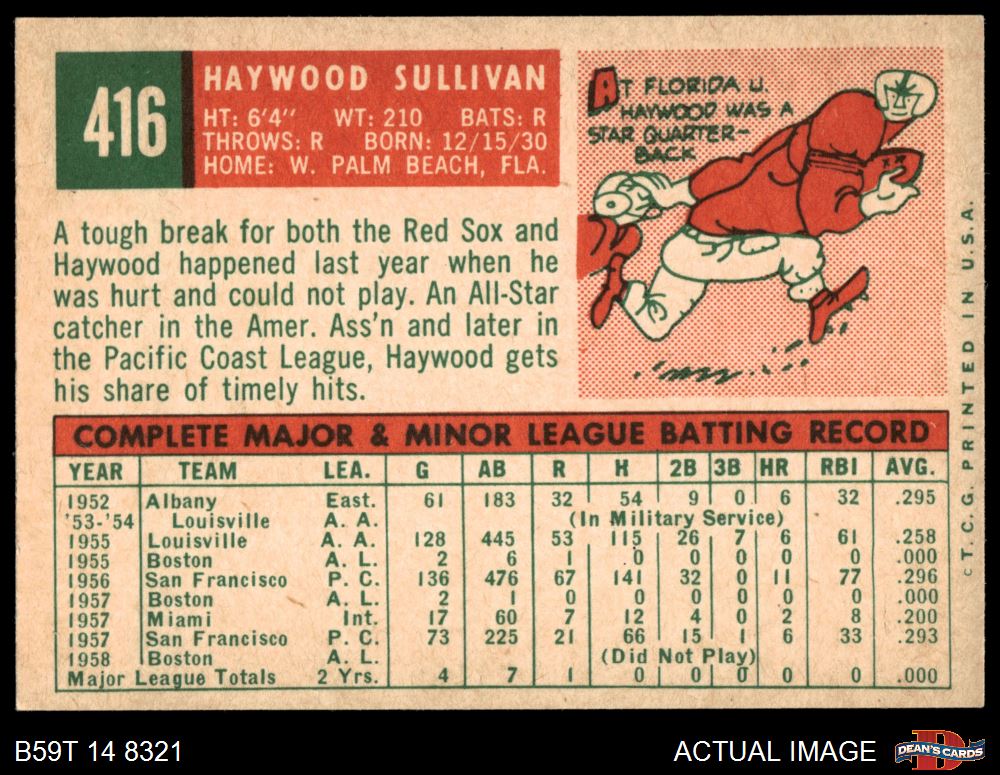 416
HAYWOOD SULLIVAN
HT: 6'4" WT: 210 BATS: R
THROWS: R BORN: 12/15/30
HOME: W. PALM BEACH, FLA.
AT FLORIDA U.
HAYWOOD WAS A
STAR QUARTER-
BACK
A tough break for both the Red Sox and
Haywood happened last year when he
was hurt and could not play. An All-Star
catcher in the Amer. Ass'n and later in
the Pacific Coast League, Haywood gets
his share of timely hits.
COMPLETE MAJOR & MINOR LEAGUE BATTING RECORD
YEAR TEAM LEA. G AB R H 2B 3B HR RBI AVG.
1952 Albany East. 61 183 32 54 9 0 6 32 .295
'53-'54 Louisville A. A. (In Military Service)
1955 Louisville A. A. 128 445 53 115 26 7 6 61 .258
1955 Boston A. L. 2 6 1 0 0 0 0 0 .000
1956 San Francisco P. C. 136 476 67 141 32 0 11 77 .296
1957 Boston A. L. 2 1 0 0 0 0 0 0 .000
1957 Miami Int. 17 60 7 12 4 0 2 8 .200
1957 San Francisco P. C. 73 225 21 66 15 1 6 33 .293
1958 Boston A. L. (Did Not Play)
Major League Totals 2 Yrs. 4 7 1 0 0 0 0 0 .000
© T. C. G. PRINTED IN U.S.A.
B59T 14 8321
ACTUAL IMAGE
DEAN'S CARDS